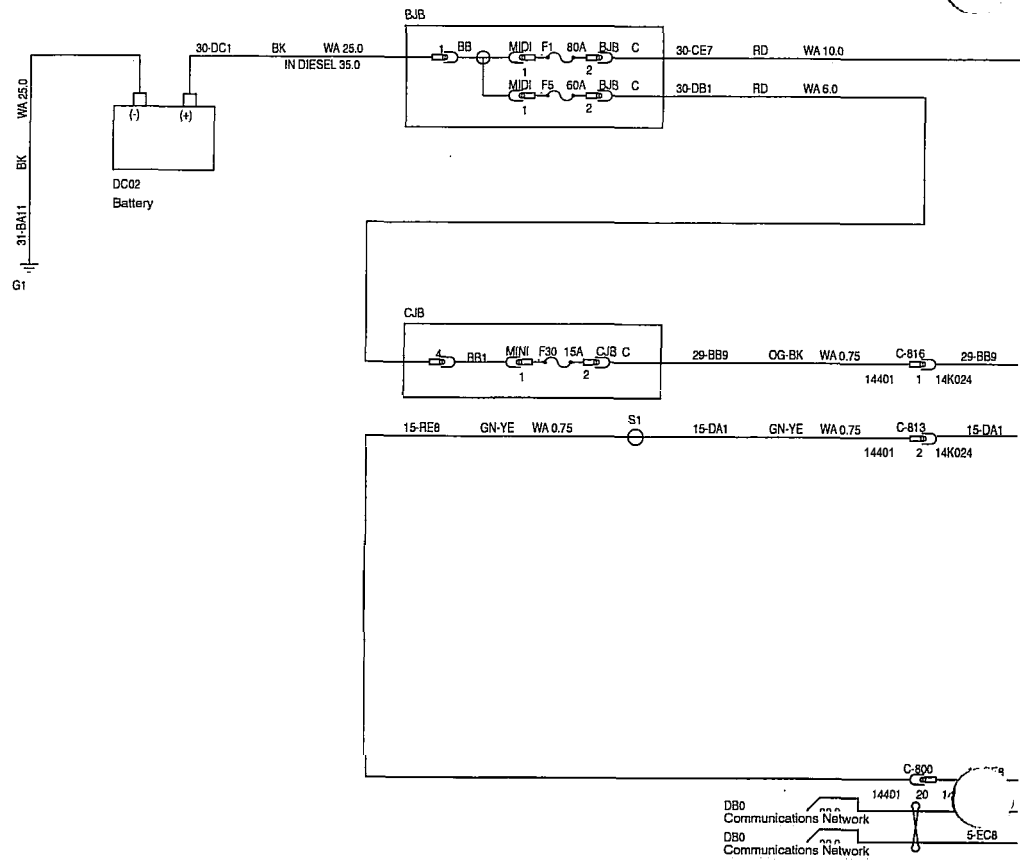 BJB
30-DC1 BK WA 25.0
IN DIESEL 35.0
1 BB MIDI F1 80A BJB C
1 2
30-CE7 RD WA 10.0
MIDI F5 60A BJB C
1 2
30-DB1 RD WA 6.0
WA 25.0
BK
31-BA11
G1
(-) (+)
DC02
Battery
CJB
4 BB1 MINI F30 15A CJB C
1 2
29-BB9 OG-BK WA 0.75 C-816 29-BB9
14401 1 14K024
15-RE8 GN-YE WA 0.75 S1 15-DA1 GN-YE WA 0.75 C-813 15-DA1
14401 2 14K024
C-800
14401 20
DB0
Communications Network
DB0
Communications Network
5-EC8